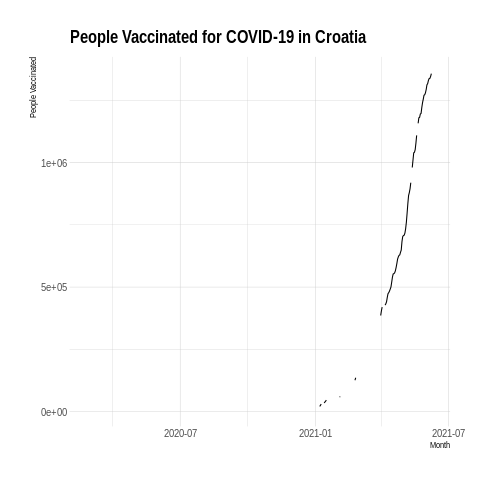 People Vaccinated for COVID-19 in Croatia
People Vaccinated
1e+06
5e+05
0e+00
2020-07
2021-01
2021-07
Month